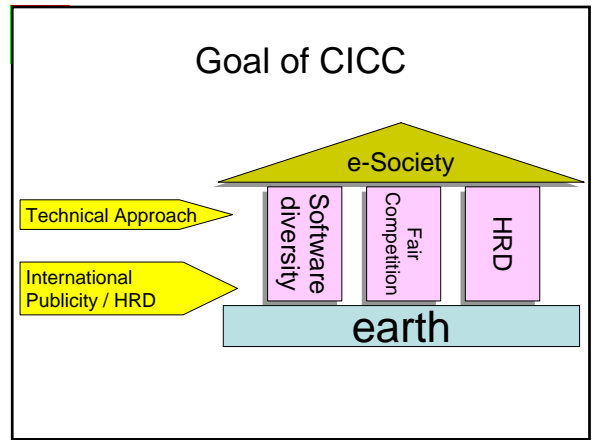 Goal of CICC
e-Society
Technical Approach
International
Publicity / HRD
Software
diversity
Fair
Competition
HRD
earth